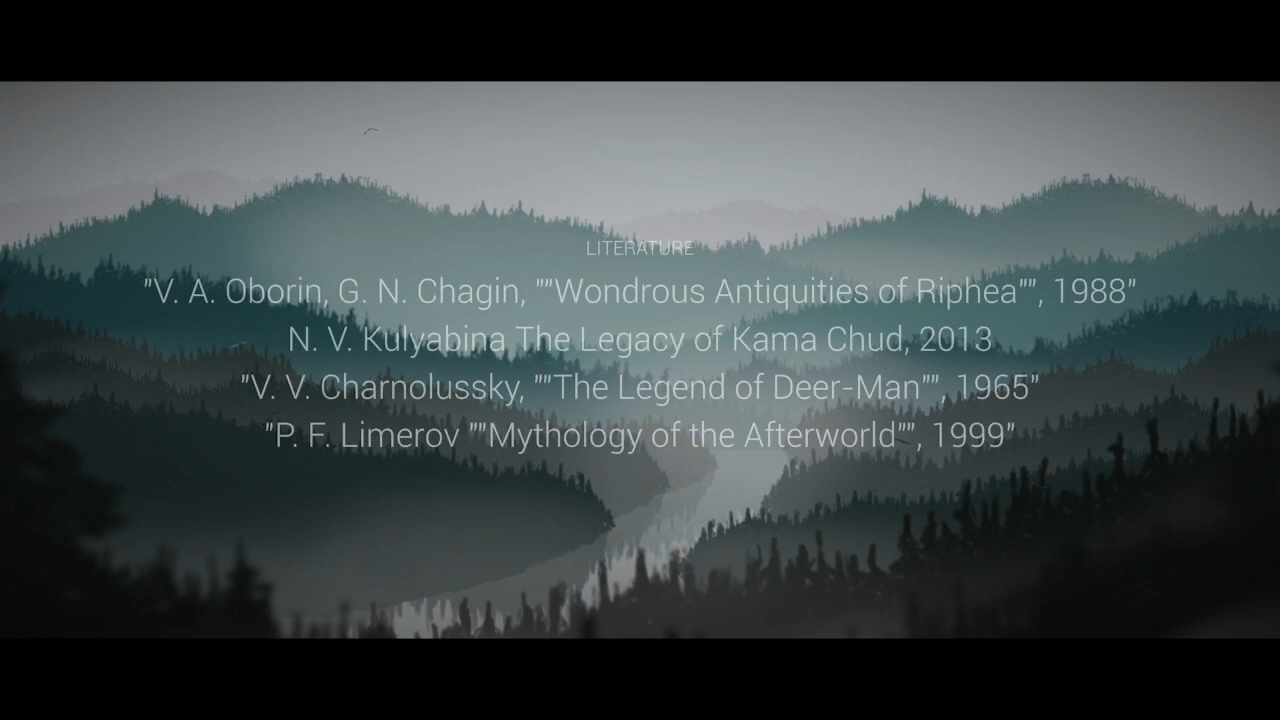 LITERATURE
"V. A. Oborin, G. N. Chagin, ""Wondrous Antiquities of Riphea"", 1988"
N. V. Kulyabina The Legacy of Kama Chud, 2013
"V. V. Charnolussky, ""The Legend of Deer-Man"", 1965"
"P. F. Limerov ""Mythology of the Afterworld"", 1999"